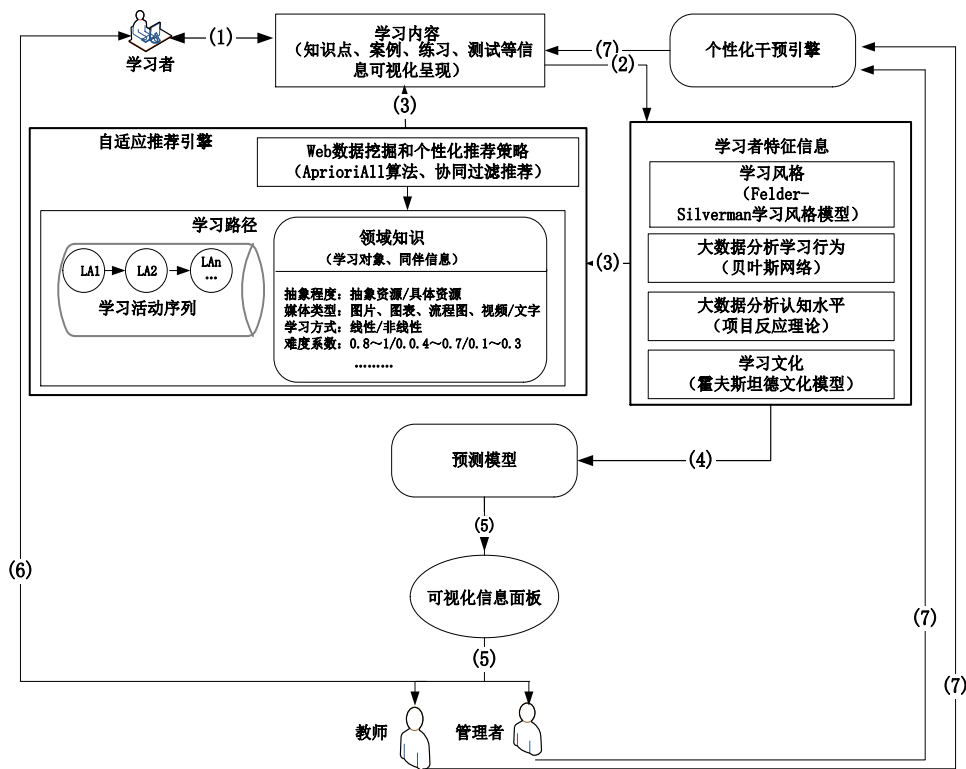 学习者
(1)
学习内容
(知识点、案例、练习、测试等信
息可视化呈现)
(7)
(2)
个性化干预引擎
(3)
自适应推荐引擎
Web数据挖掘和个性化推荐策略
(AprioriAll算法、协同过滤推荐)
学习路径
LA1
LA2
LAn
...
学习活动序列
领域知识
(学习对象、同伴信息)
抽象程度：抽象资源/具体资源
媒体类型：图片、图表、流程图、视频/文字
学习方式：线性/非线性
难度系数：0.8～1/0.0.4～0.7/0.1～0.3
.........
(3)
学习者特征信息
学习风格
(Felder-
Silverman学习风格模型)
大数据分析学习行为
(贝叶斯网络)
大数据分析认知水平
(项目反应理论)
学习文化
(霍夫斯坦德文化模型)
预测模型
(4)
(5)
可视化信息面板
(6)
(5)
(7)
(7)
教师
管理者